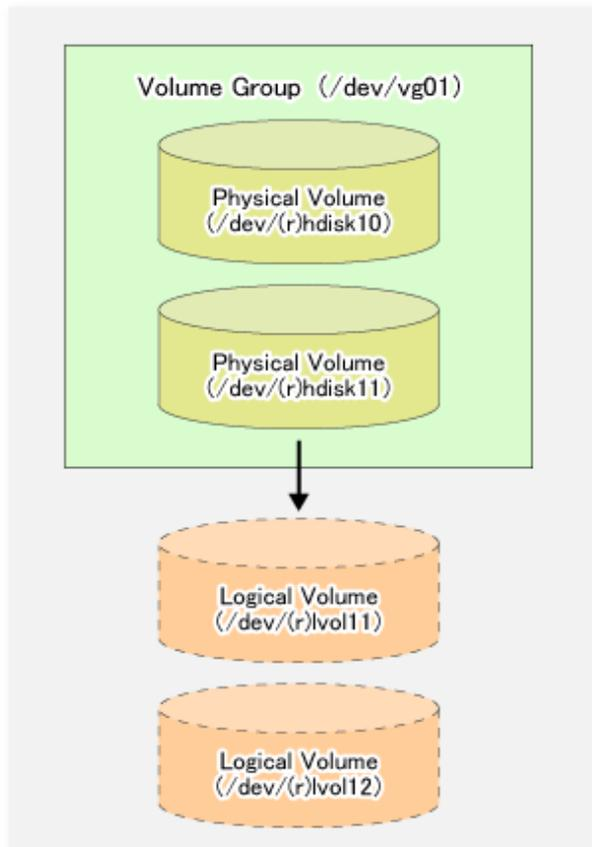 Volume Group (/dev/vg01)
Physical Volume
(/dev/(r)hdisk10)
Physical Volume
(/dev/(r)hdisk11)
Logical Volume
(/dev/(r)lvol11)
Logical Volume
(/dev/(r)lvol12)